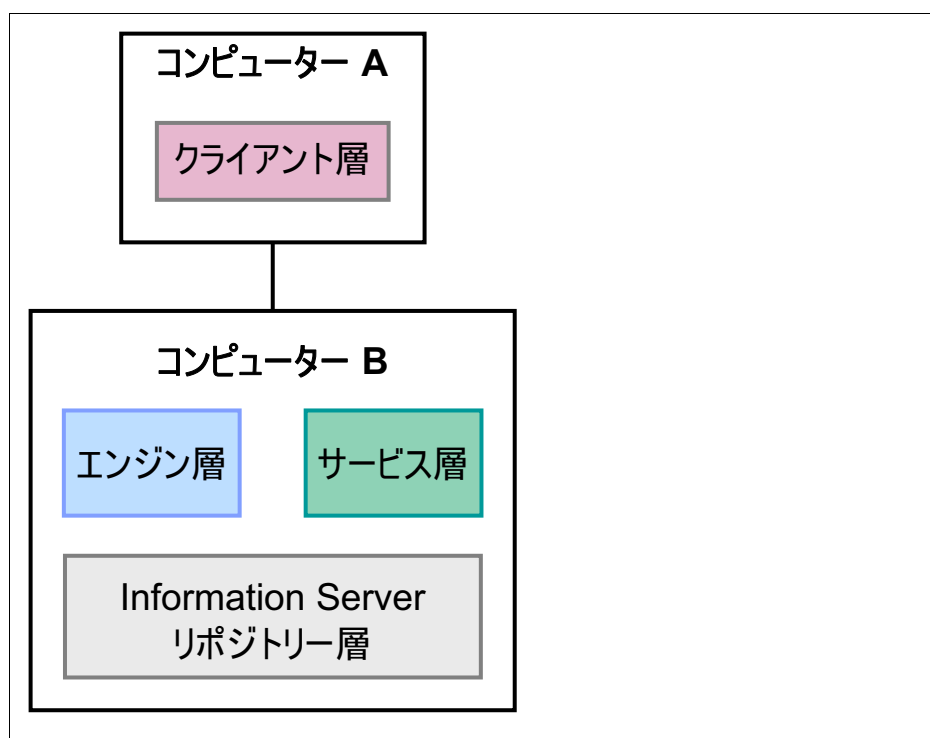 コンピューター A
クライアント層
コンピューター B
エンジン層
サービス層
Information Server
リポジトリー層